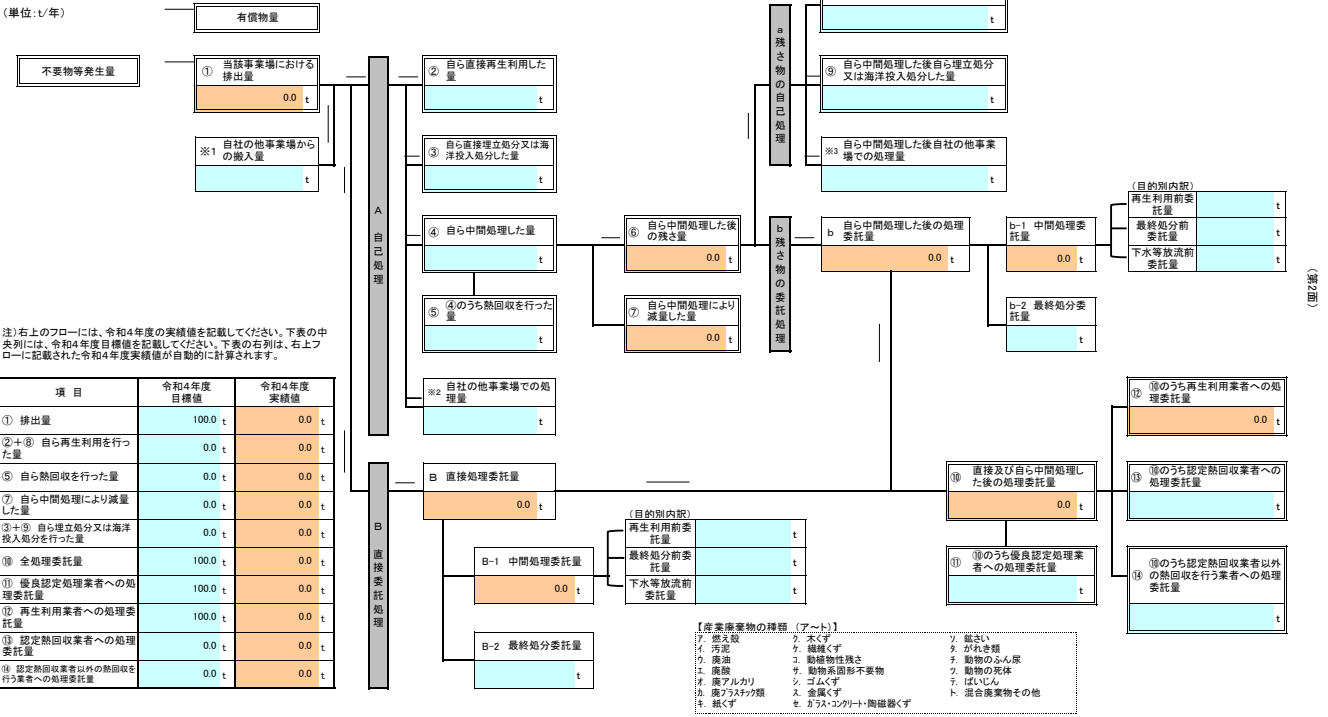 (単位:t/年)
有償物量
不要物等発生量
① 当該事業場における
排出量
0.0 t
※1 自社の他事業場から
の搬入量
t
A 自己処理
② 自ら直接再生利用した
量
t
③ 自ら直接埋立処分又は海
洋投入処分した量
t
④ 自ら中間処理した量
t
⑤ ④のうち熱回収を行った
量
t
※2 自社の他事業場での処
理量
t
⑥ 自ら中間処理した後
の残さ量
0.0 t
⑦ 自ら中間処理により
減量した量
t
a 残さ物の自己処理
t
⑨ 自ら中間処理した後自ら埋立処分
又は海洋投入処分した量
t
※3 自ら中間処理した後自社の他事業
場での処理量
t
b 残さ物の委託処理
b 自ら中間処理した後の処理
委託量
0.0 t
b-1 中間処理委
託量
0.0 t
b-2 最終処分委
託量
t
(目的別内訳)
再生利用前委
託量
t
最終処分前
委託量
t
下水等放流前
委託量
t
(第2面)
注)右上のフローには、令和4年度の実績値を記載してください。下表の中
央列には、令和4年度目標値を記載してください。下表の右列は、右上フ
ローに記載された令和4年度実績値が自動的に計算されます。
項 目 令和4年度
目標値 令和4年度
実績値
① 排出量 100.0 t 0.0 t
②+⑧ 自ら再生利用を行っ
た量 0.0 t 0.0 t
⑤ 自ら熱回収を行った量 0.0 t 0.0 t
⑦ 自ら中間処理により減量
した量 0.0 t 0.0 t
③+⑨ 自ら埋立処分又は海洋
投入処分を行った量 0.0 t 0.0 t
⑩ 全処理委託量 100.0 t 0.0 t
⑪ 優良認定処理業者への処
理委託量 100.0 t 0.0 t
⑫ 再生利用業者への処理委
託量 100.0 t 0.0 t
⑬ 認定熱回収業者への処理
委託量 0.0 t 0.0 t
⑭ 認定熱回収業者以外の熱回収を
行う業者への処理委託量 0.0 t 0.0 t
B 直接委託処理
B 直接処理委託量
0.0 t
B-1 中間処理委託量
0.0 t
B-2 最終処分委託量
t
(目的別内訳)
再生利用前委
託量
t
最終処分前委
託量
t
下水等放流前
委託量
t
⑩ 直接及び自ら中間処理し
た後の処理委託量
0.0 t
⑪ ⑩のうち優良認定処理業
者への処理委託量
t
⑫ ⑩のうち再生利用業者への処
理委託量
0.0 t
⑬ ⑩のうち認定熱回収業者への
処理委託量
t
⑭ ⑩のうち認定熱回収業者以外
の熱回収を行う業者への処理
委託量
t
【産業廃棄物の種類 (ア~ト)】
ア. 燃え殻
イ. 汚泥
ウ. 廃油
エ. 廃酸
オ. 廃アルカリ
カ. 廃プラスチック類
キ. 紙くず
ク. 木くず
ケ. 繊維くず
コ. 動植物性残さ
サ. 動物系固形不要物
シ. ゴムくず
ス. 金属くず
セ. ガラス・コンクリート・陶磁器くず
ソ. 鉱さい
タ. がれき類
チ. 動物のふん尿
ツ. 動物の死体
テ. ばいじん
ト. 混合廃棄物その他